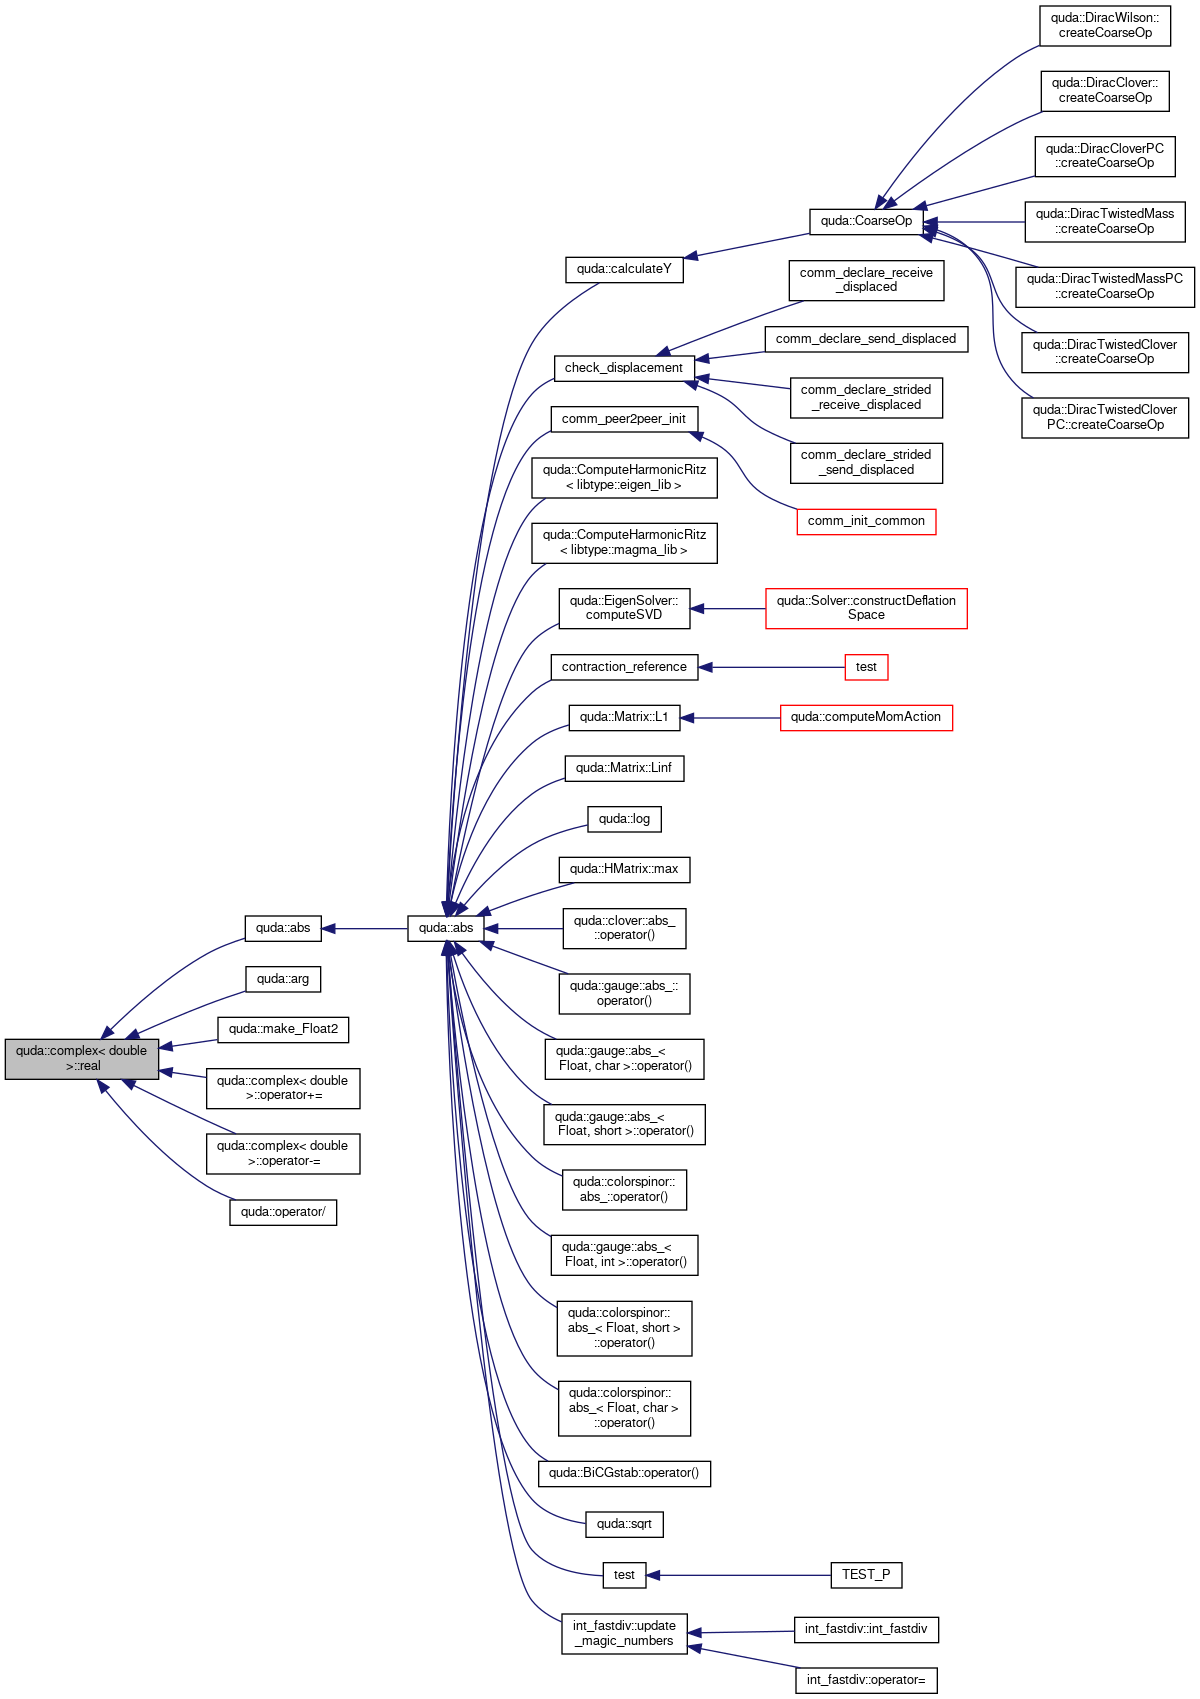 quda::DiracWilson::
createCoarseOp
quda::DiracClover::
createCoarseOp
quda::DiracCloverPC
::createCoarseOp
quda::DiracTwistedMass
::createCoarseOp
quda::CoarseOp
quda::DiracTwistedMassPC
::createCoarseOp
quda::calculateY
comm_declare_receive
_displaced
quda::DiracTwistedClover
::createCoarseOp
comm_declare_send_displaced
check_displacement
comm_declare_strided
_receive_displaced
quda::DiracTwistedClover
PC::createCoarseOp
comm_peer2peer_init
comm_declare_strided
_send_displaced
quda::ComputeHarmonicRitz
< libtype::eigen_lib >
comm_init_common
quda::ComputeHarmonicRitz
< libtype::magma_lib >
quda::EigenSolver::
computeSVD
quda::Solver::constructDeflation
Space
contraction_reference
test
quda::Matrix::L1
quda::computeMomAction
quda::Matrix::Linf
quda::log
quda::HMatrix::max
quda::abs
quda::abs
quda::clover::abs_
::operator()
quda::arg
quda::gauge::abs_::
operator()
quda::make_Float2
quda::complex< double
>::real
quda::gauge::abs_<
Float, char >::operator()
quda::complex< double
>::operator+=
quda::gauge::abs_<
Float, short >::operator()
quda::complex< double
>::operator-=
quda::colorspinor::
abs_::operator()
quda::operator/
quda::gauge::abs_<
Float, int >::operator()
quda::colorspinor::
abs_< Float, short >
::operator()
quda::colorspinor::
abs_< Float, char >
::operator()
quda::BiCGstab::operator()
quda::sqrt
test
TEST_P
int_fastdiv::update
_magic_numbers
int_fastdiv::int_fastdiv
int_fastdiv::operator=